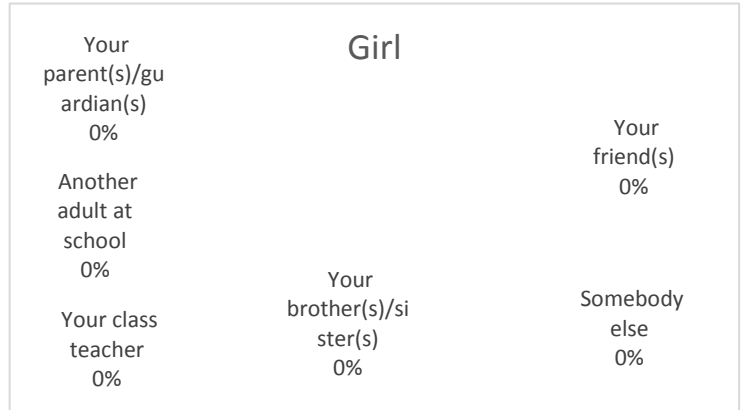 Girl
Your
parent(s)/gu
ardian(s)
0%
Your
friend(s)
0%
Another
adult at
school
0%
Your
brother(s)/si
ster(s)
0%
Somebody
else
0%
Your class
teacher
0%